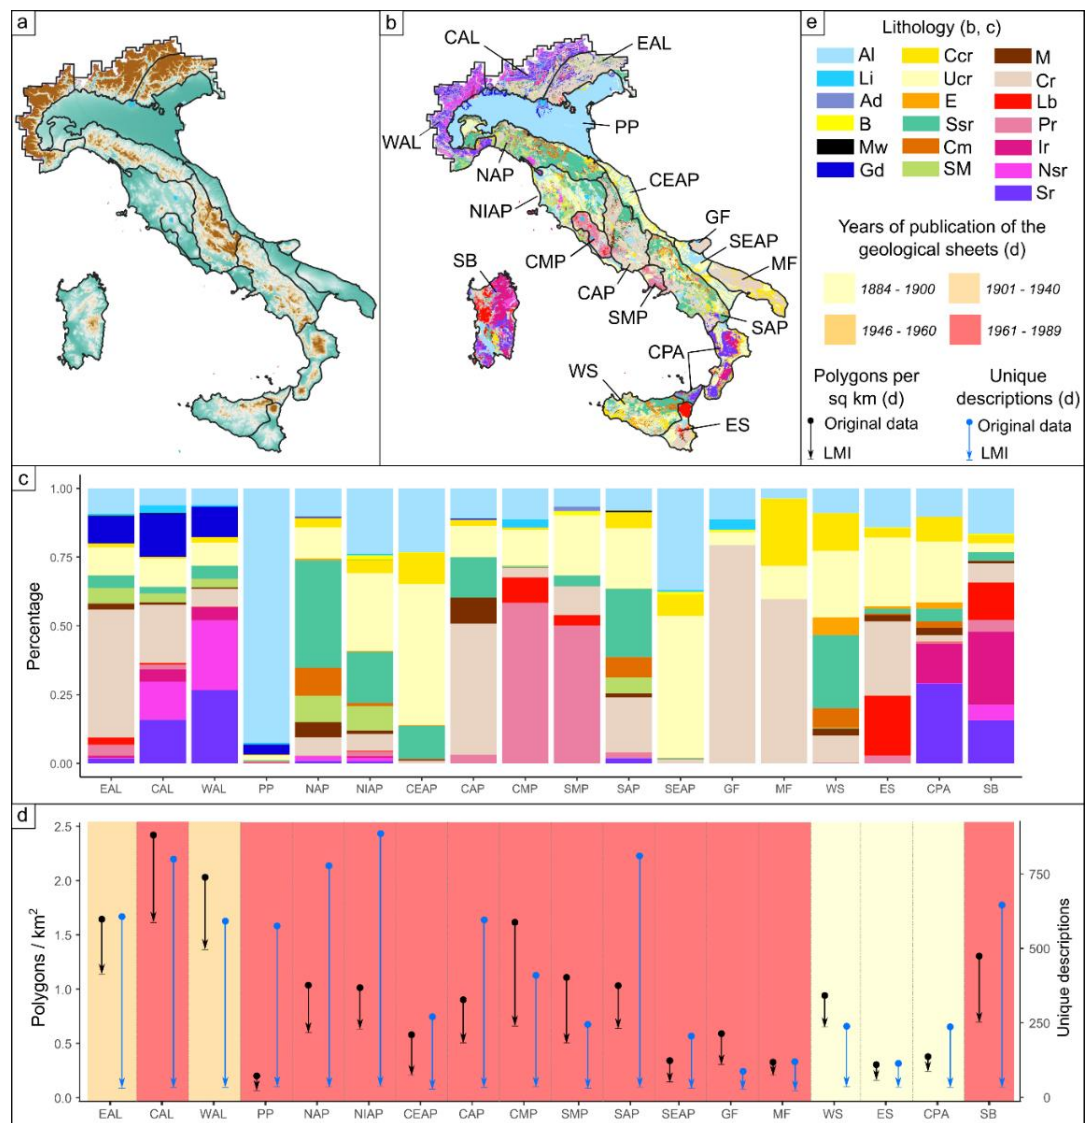 a
b
CAL
EAL
WAL
PP
NAP
CEAP
NIAP
GF
SEAP
CMP
MF
SB
CAP
SMP
SAP
CPA
WS
ES
e
Lithology (b, c)
Al
Ccr
M
Li
Ucr
Cr
Ad
E
Lb
B
Ssr
Pr
Mw
Cm
Ir
Gd
SM
Nsr
Sr
Years of publication of the
geological sheets (d)
1884 - 1900
1901 - 1940
1946 - 1960
1961 - 1989
Polygons per
sq km (d)
Unique
descriptions (d)
Original data
LMI
Original data
LMI
c
Percentage
1.00
0.75
0.50
0.25
0.00
EAL CAL WAL PP NAP NIAP CEAP CAP CMP SMP SAP SEAP GF MF WS ES CPA SB
d
Polygons / km²
2.5
2.0
1.5
1.0
0.5
0.0
750
500
250
0
Unique descriptions
EAL CAL WAL PP NAP NIAP CEAP CAP CMP SMP SAP SEAP GF MF WS ES CPA SB